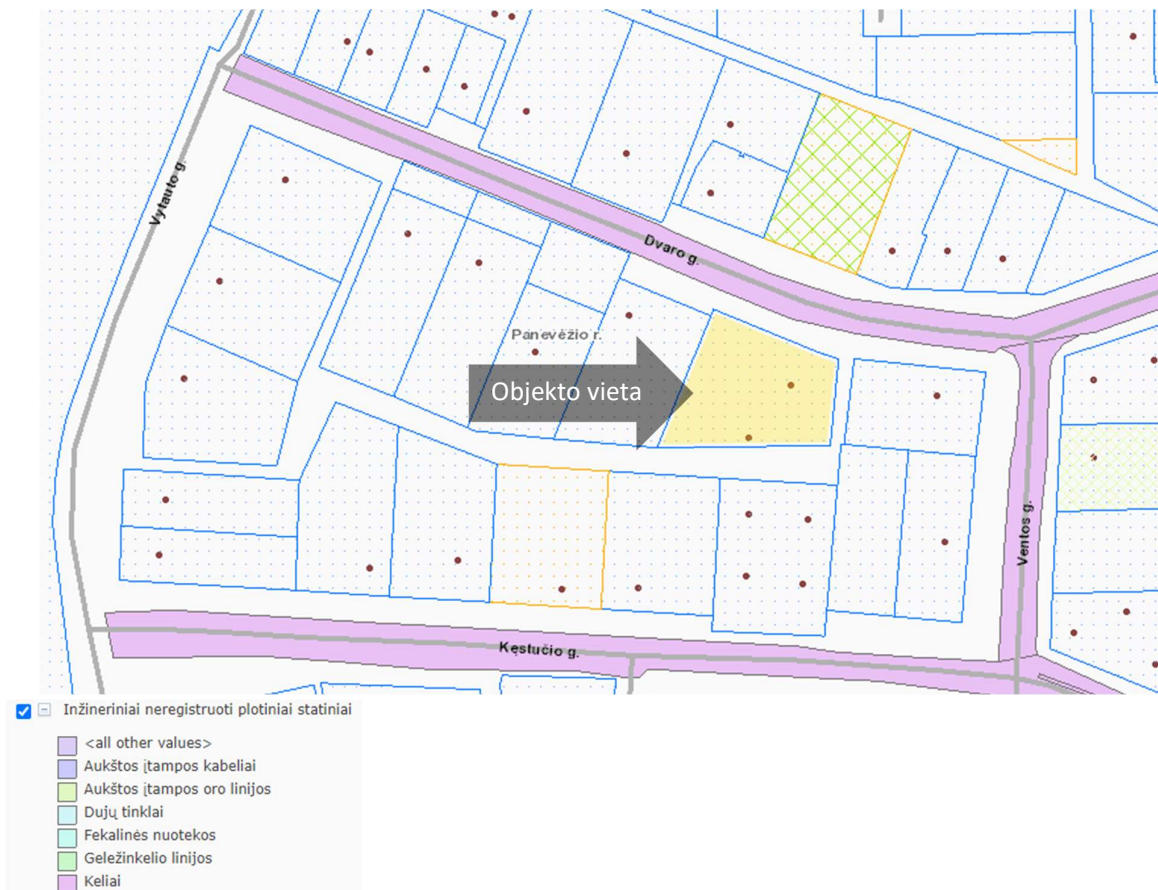 Vytauto g.
Dvaro g.
Panevėžio r.
Objekto vieta
Ventos g.
Kęstučio g.
Inžineriniai neregistruoti plotiniai statiniai
<all other values>
Aukštos įtampos kabeliai
Aukštos įtampos oro linijos
Dujų tinklai
Fekalinės nuotekos
Geležinkelio linijos
Keliai